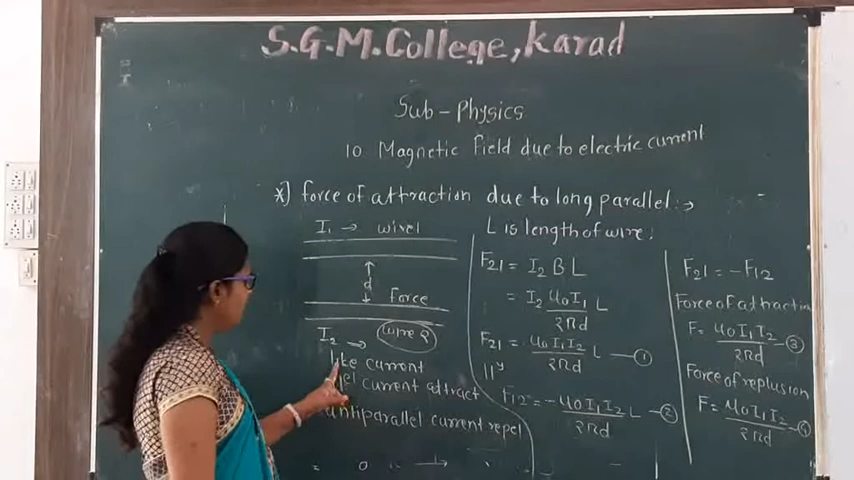 S.G.M.College,Karad
Sub-Physics
10 Magnetic field due to electric current
*] force of attraction due to long parallel :→
I₁ → wire1
d
Force
I₂ → wire 2
like current
current attract
antiparallel current repel
L is length of wire:
F₂₁ = I₂ B L
= I₂ μ₀I₁/2πd L
F₂₁ = μ₀I₁I₂/2πd L —①
||y
F₁₂ = -μ₀I₁I₂/2πd L —②
F₂₁ = -F₁₂
Force of attraction
F= μ₀I₁I₂/2πd —③
Force of replusion
F= μ₀I₁I₂/2πd —④